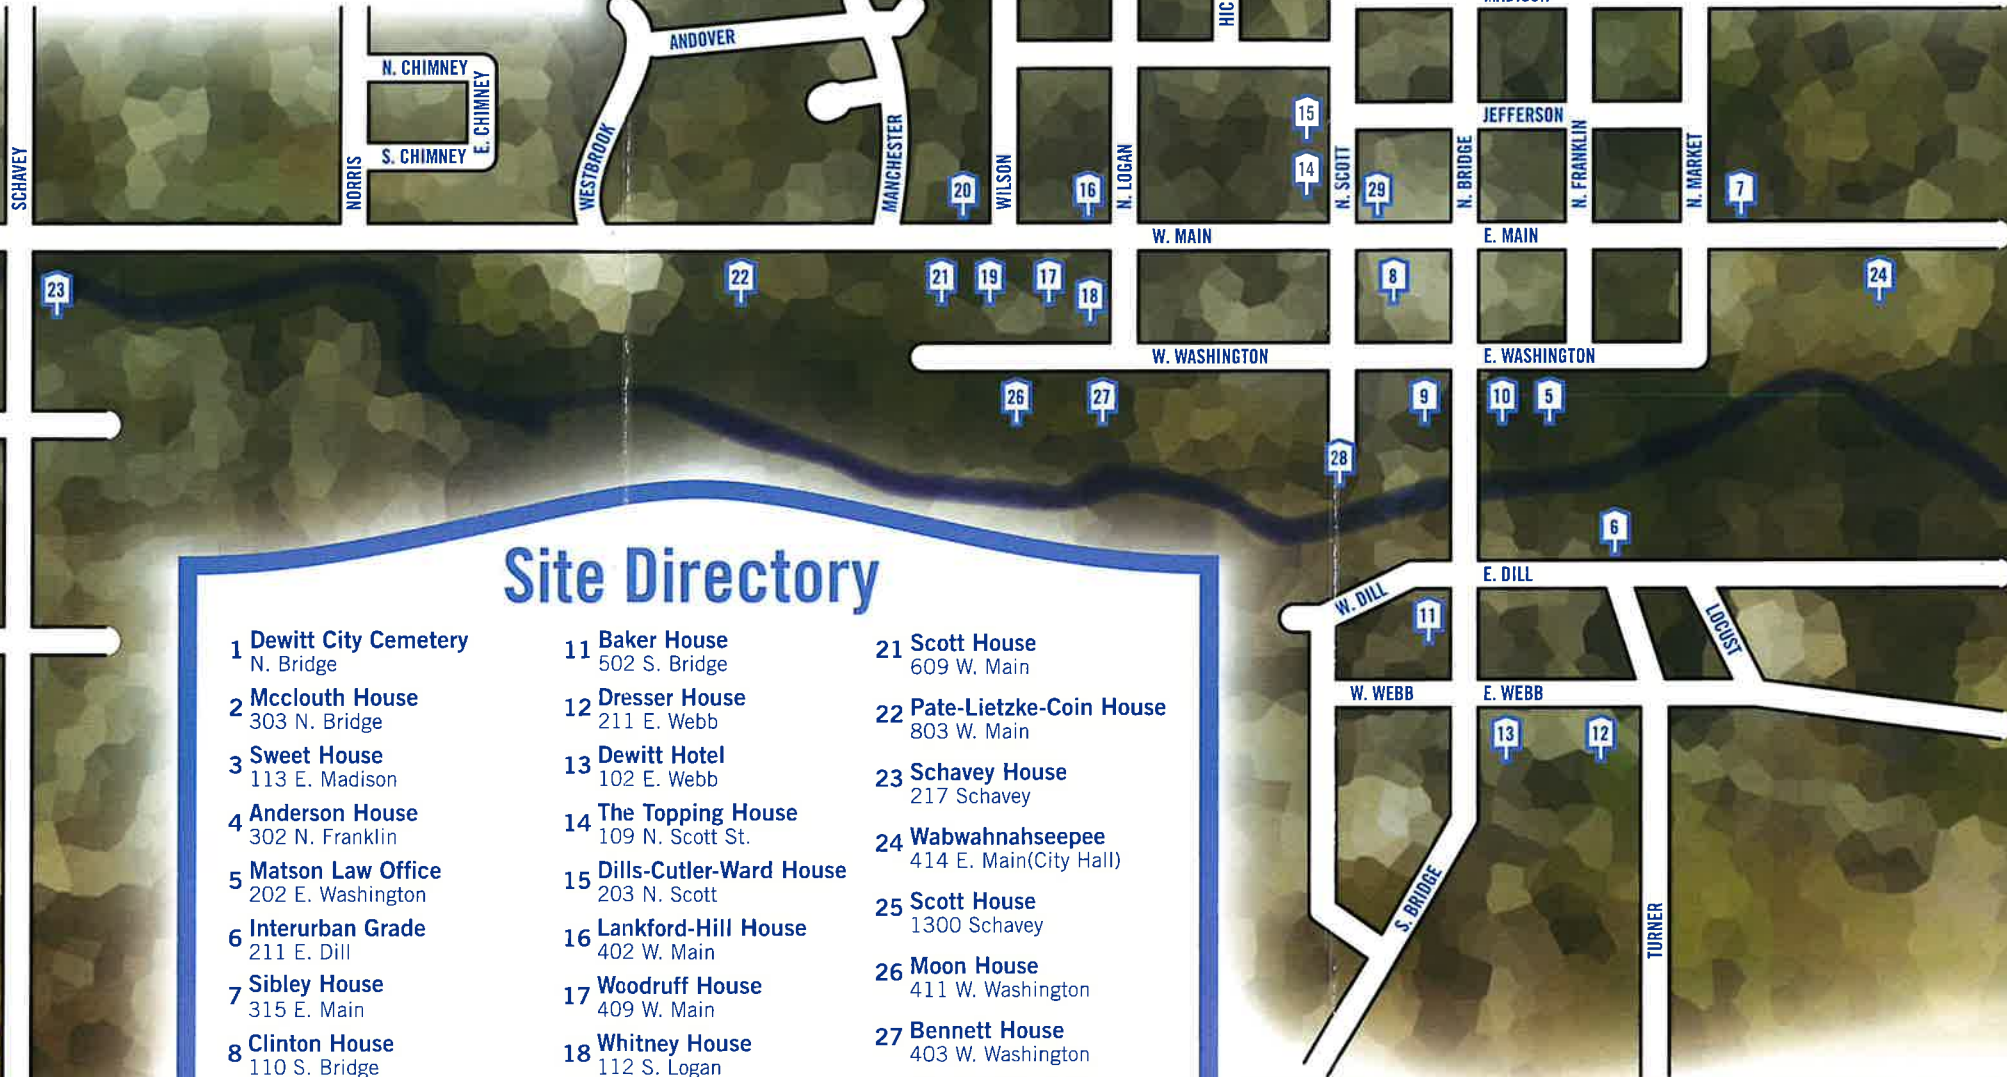 HIC
ANDOVER
N. CHIMNEY
E. CHIMNEY
S. CHIMNEY
SCHAVEY
NORRIS
WESTBROOK
MANCHESTER
WILSON
N. LOGAN
N. SCOTT
N. BRIDGE
JEFFERSON
N. FRANKLIN
N. MARKET
15
14
20
16
29
7
W. MAIN
E. MAIN
23
22
21
19
17
18
8
24
W. WASHINGTON
E. WASHINGTON
26
27
9
10
5
28
6
E. DILL
W. DILL
11
LOCUST
W. WEBB
E. WEBB
13
12
S. BRIDGE
TURNER
Site Directory
1 Dewitt City Cemetery
N. Bridge
2 Mcclouth House
303 N. Bridge
3 Sweet House
113 E. Madison
4 Anderson House
302 N. Franklin
5 Matson Law Office
202 E. Washington
6 Interurban Grade
211 E. Dill
7 Sibley House
315 E. Main
8 Clinton House
110 S. Bridge
11 Baker House
502 S. Bridge
12 Dresser House
211 E. Webb
13 Dewitt Hotel
102 E. Webb
14 The Topping House
109 N. Scott St.
15 Dills-Cutler-Ward House
203 N. Scott
16 Lankford-Hill House
402 W. Main
17 Woodruff House
409 W. Main
18 Whitney House
112 S. Logan
21 Scott House
609 W. Main
22 Pate-Lietzke-Coin House
803 W. Main
23 Schavey House
217 Schavey
24 Wabwahnahseepee
414 E. Main(City Hall)
25 Scott House
1300 Schavey
26 Moon House
411 W. Washington
27 Bennett House
403 W. Washington